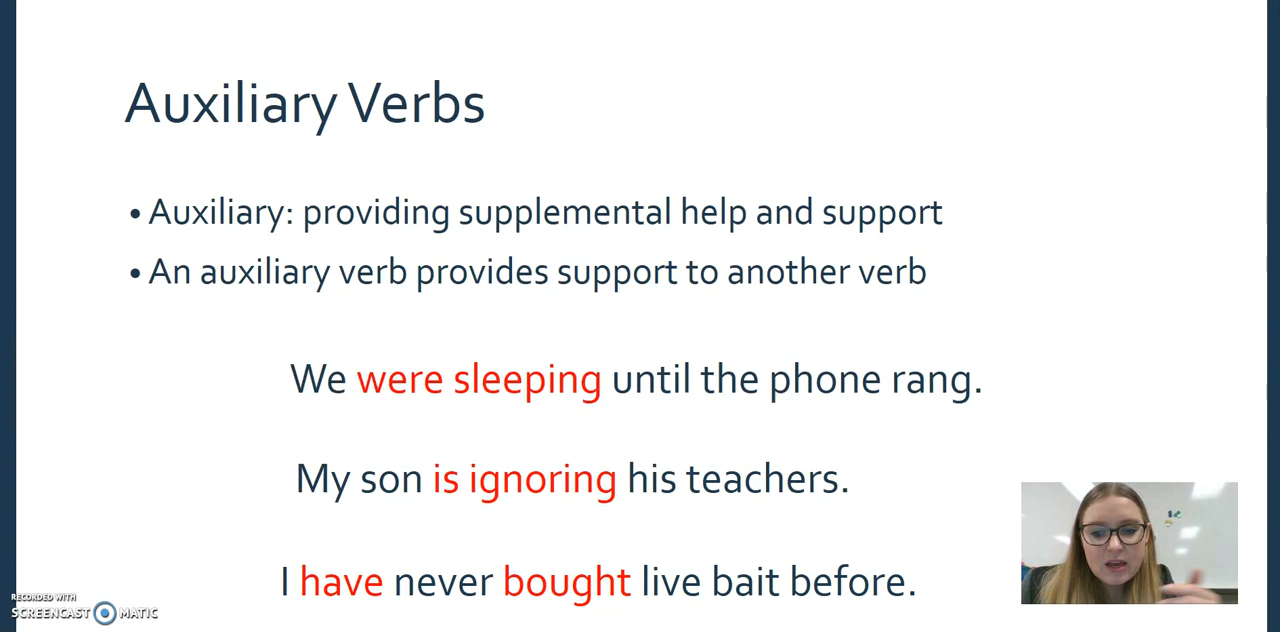 Auxiliary Verbs
• Auxiliary: providing supplemental help and support
• An auxiliary verb provides support to another verb
We were sleeping until the phone rang.
My son is ignoring his teachers.
I have never bought live bait before.
RECORDED WITH
SCREENCAST MATIC